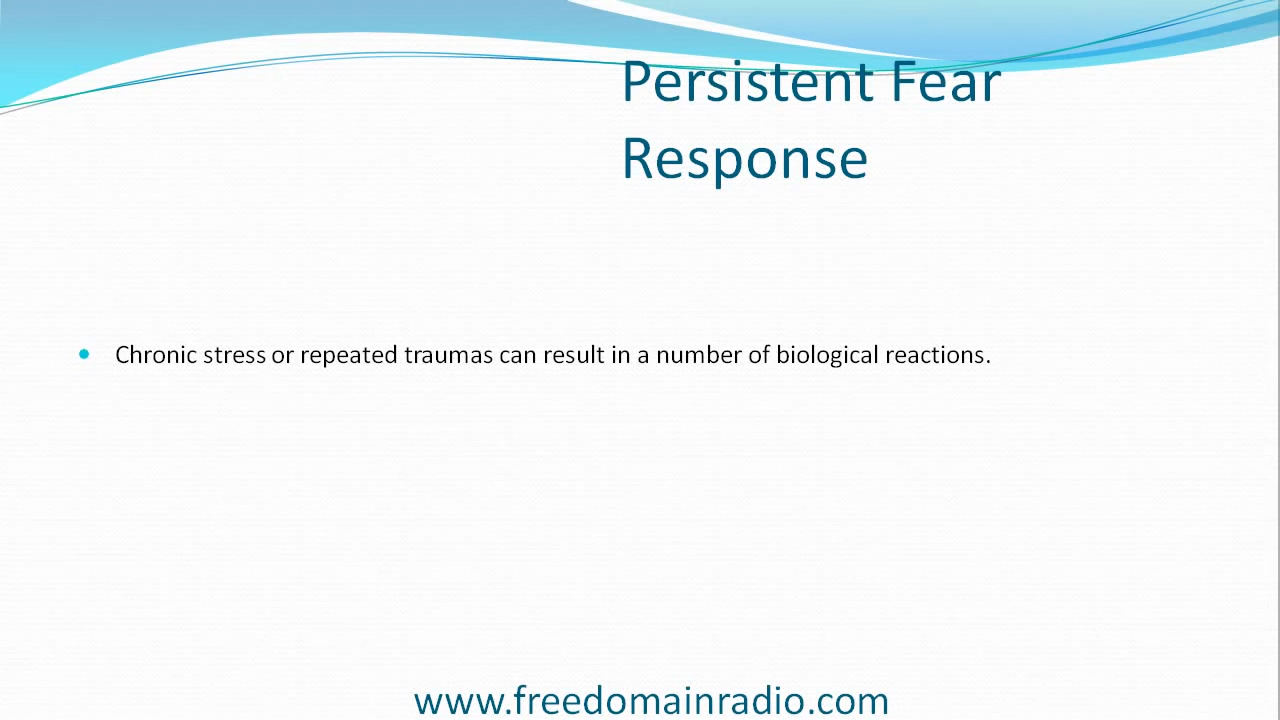 Persistent Fear
Response
• Chronic stress or repeated traumas can result in a number of biological reactions.
www.freedomainradio.com